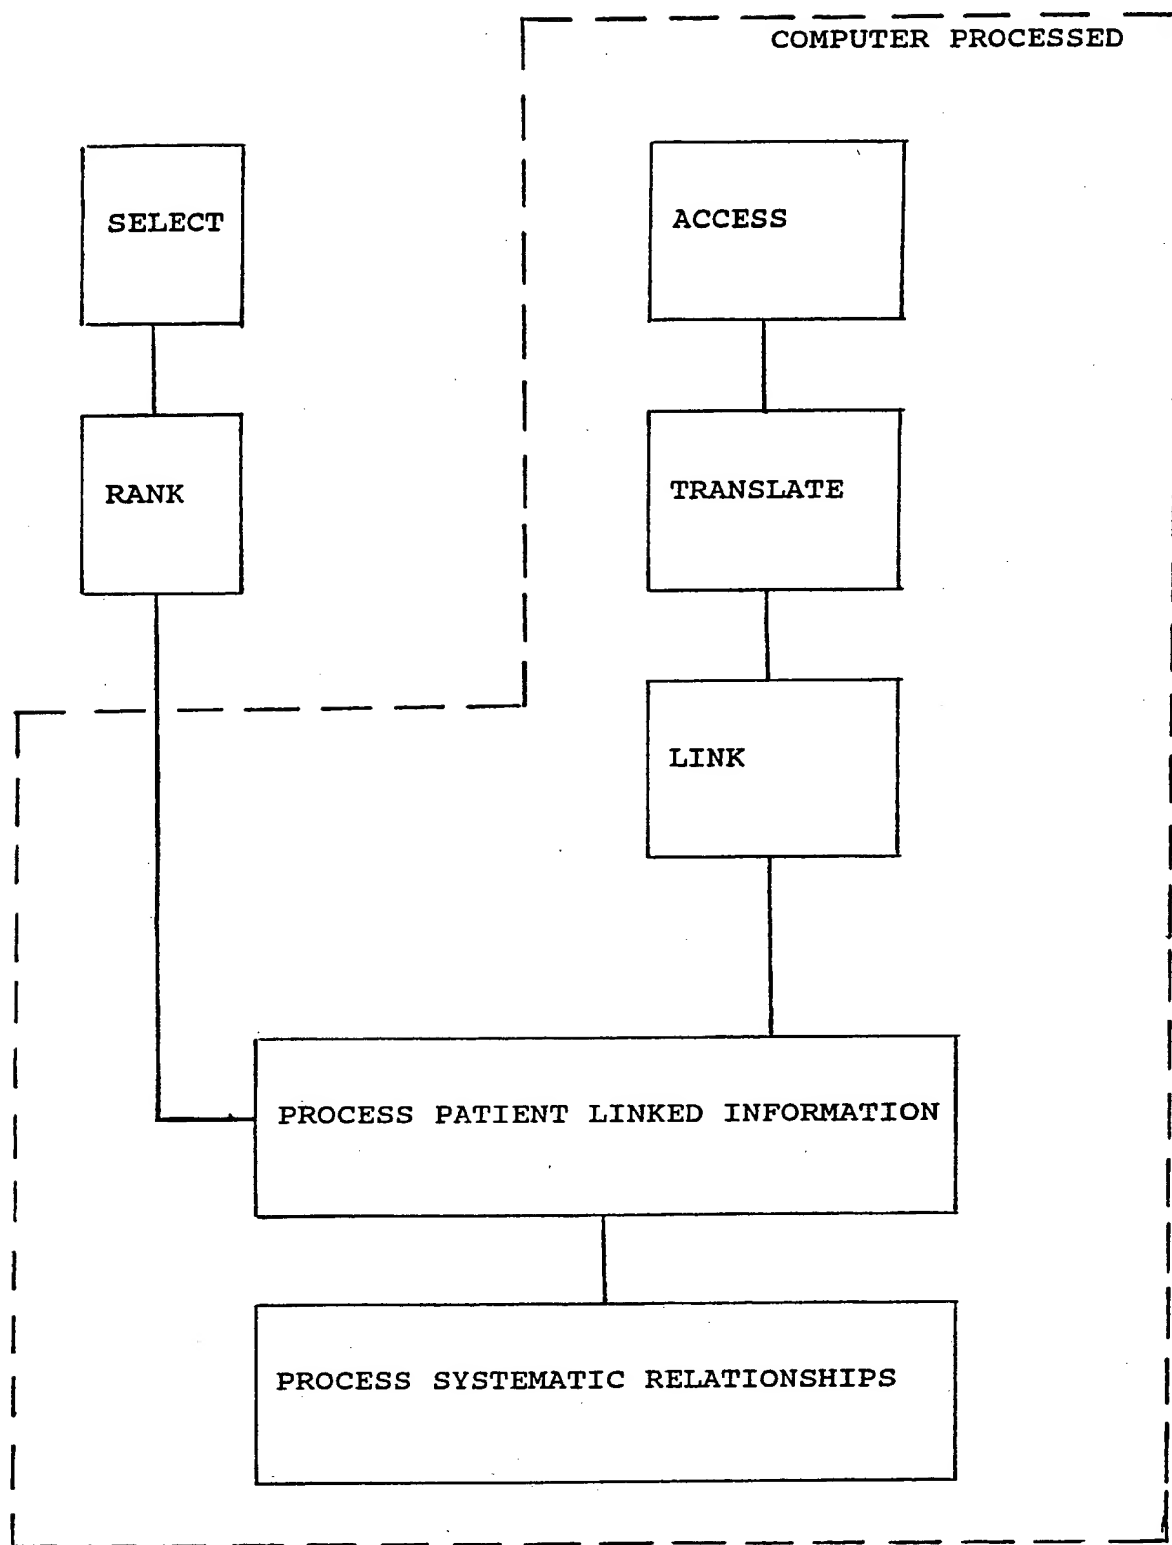 COMPUTER PROCESSED
SELECT
ACCESS
RANK
TRANSLATE
LINK
PROCESS PATIENT LINKED INFORMATION
PROCESS SYSTEMATIC RELATIONSHIPS